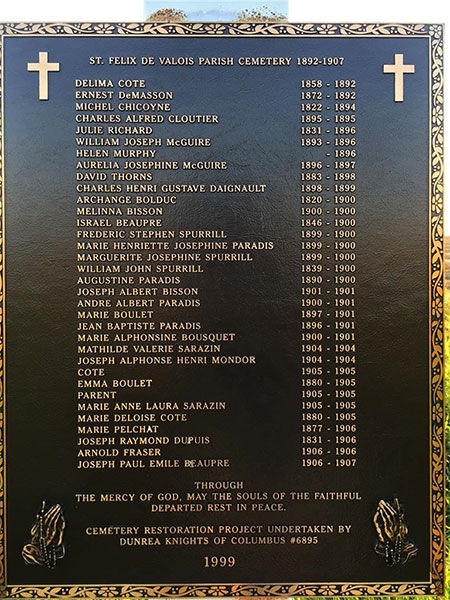 ST. FELIX DE VALOIS PARISH CEMETERY 1892-1907
DELIMA COTE 1858 - 1892
ERNEST DeMASSON 1872 - 1892
MICHEL CHICOYNE 1822 - 1894
CHARLES ALFRED CLOUTIER 1895 - 1895
JULIE RICHARD 1831 - 1896
WILLIAM JOSEPH McGUIRE 1893 - 1896
HELEN MURPHY - 1896
AURELIA JOSEPHINE McGUIRE 1896 - 1897
DAVID THORNS 1883 - 1898
CHARLES HENRI GUSTAVE DAIGNAULT 1898 - 1899
ARCHANGE BOLDUC 1820 - 1900
MELINNA BISSON 1900 - 1900
ISRAEL BEAUPRE 1846 - 1900
FREDERIC STEPHEN SPURRILL 1899 - 1900
MARIE HENRIETTE JOSEPHINE PARADIS 1899 - 1900
MARGUERITE JOSEPHINE SPURRILL 1899 - 1900
WILLIAM JOHN SPURRILL 1839 - 1900
AUGUSTINE PARADIS 1890 - 1900
JOSEPH ALBERT BISSON 1901 - 1901
ANDRE ALBERT PARADIS 1900 - 1901
MARIE BOULET 1897 - 1901
JEAN BAPTISTE PARADIS 1896 - 1901
MARIE ALPHONSINE BOUSQUET 1900 - 1901
MATHILDE VALERIE SARAZIN 1904 - 1904
JOSEPH ALPHONSE HENRI MONDOR 1904 - 1904
COTE 1905 - 1905
EMMA BOULET 1880 - 1905
PARENT 1905 - 1905
MARIE ANNE LAURA SARAZIN 1905 - 1905
MARIE DELOISE COTE 1880 - 1905
MARIE PELCHAT 1877 - 1906
JOSEPH RAYMOND DUPUIS 1831 - 1906
ARNOLD FRASER 1906 - 1906
JOSEPH PAUL EMILE BEAUPRE 1906 - 1907
THROUGH
THE MERCY OF GOD, MAY THE SOULS OF THE FAITHFUL
DEPARTED REST IN PEACE.
CEMETERY RESTORATION PROJECT UNDERTAKEN BY
DUNREA KNIGHTS OF COLUMBUS #6895
1999